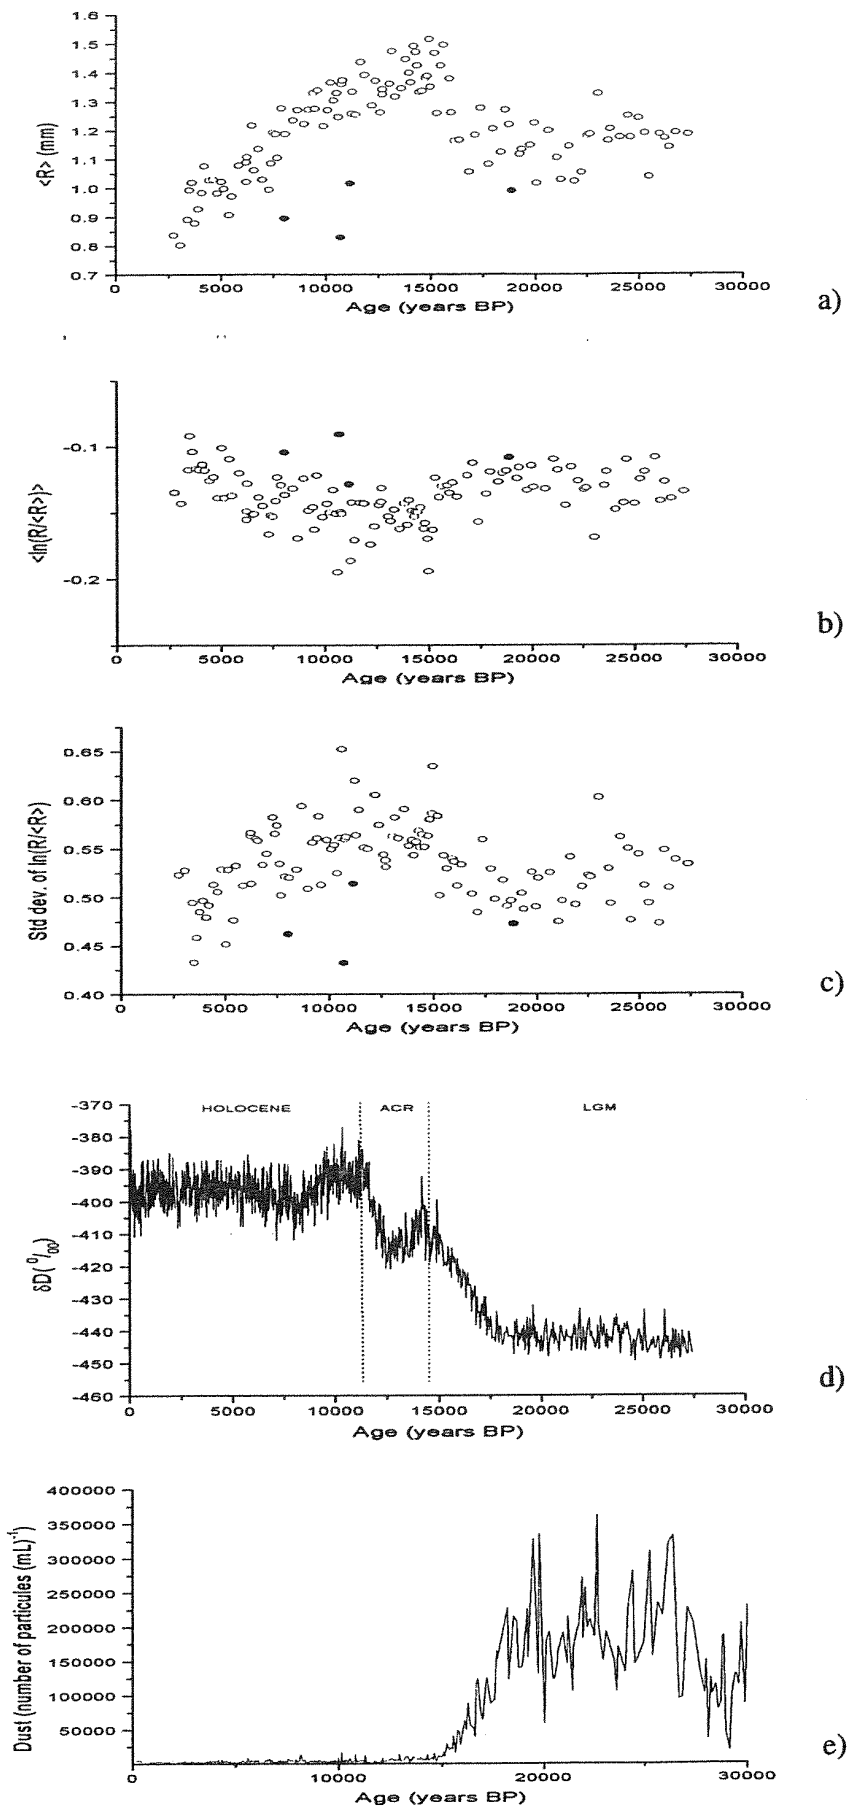 1.6
1.5
1.4
1.3
1.2
1.1
1.0
0.9
0.8
0.7
<R> (mm)
0 5000 10000 15000 20000 25000 30000
Age (years BP)
a)
-0.1
-0.2
<ln(R/<R>)>
0 5000 10000 15000 20000 25000 30000
Age (years BP)
b)
0.65
0.60
0.55
0.50
0.45
0.40
Std dev. of ln(R/<R>)
0 5000 10000 15000 20000 25000 30000
Age (years BP)
c)
HOLOCENE ACR LGM
-370
-380
-390
-400
-410
-420
-430
-440
-450
-460
δD(⁰/₀₀)
0 5000 10000 15000 20000 25000 30000
Age (years BP)
d)
400000
350000
300000
250000
200000
150000
100000
50000
Dust (number of particules (mL)⁻¹)
0 10000 20000 30000
Age (years BP)
e)